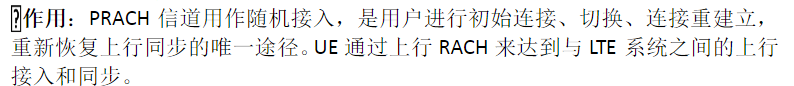 作用：PRACH 信道用作随机接入，是用户进行初始连接、切换、连接重建立，
重新恢复上行同步的唯一途径。UE 通过上行 RACH 来达到与 LTE 系统之间的上行
接入和同步。